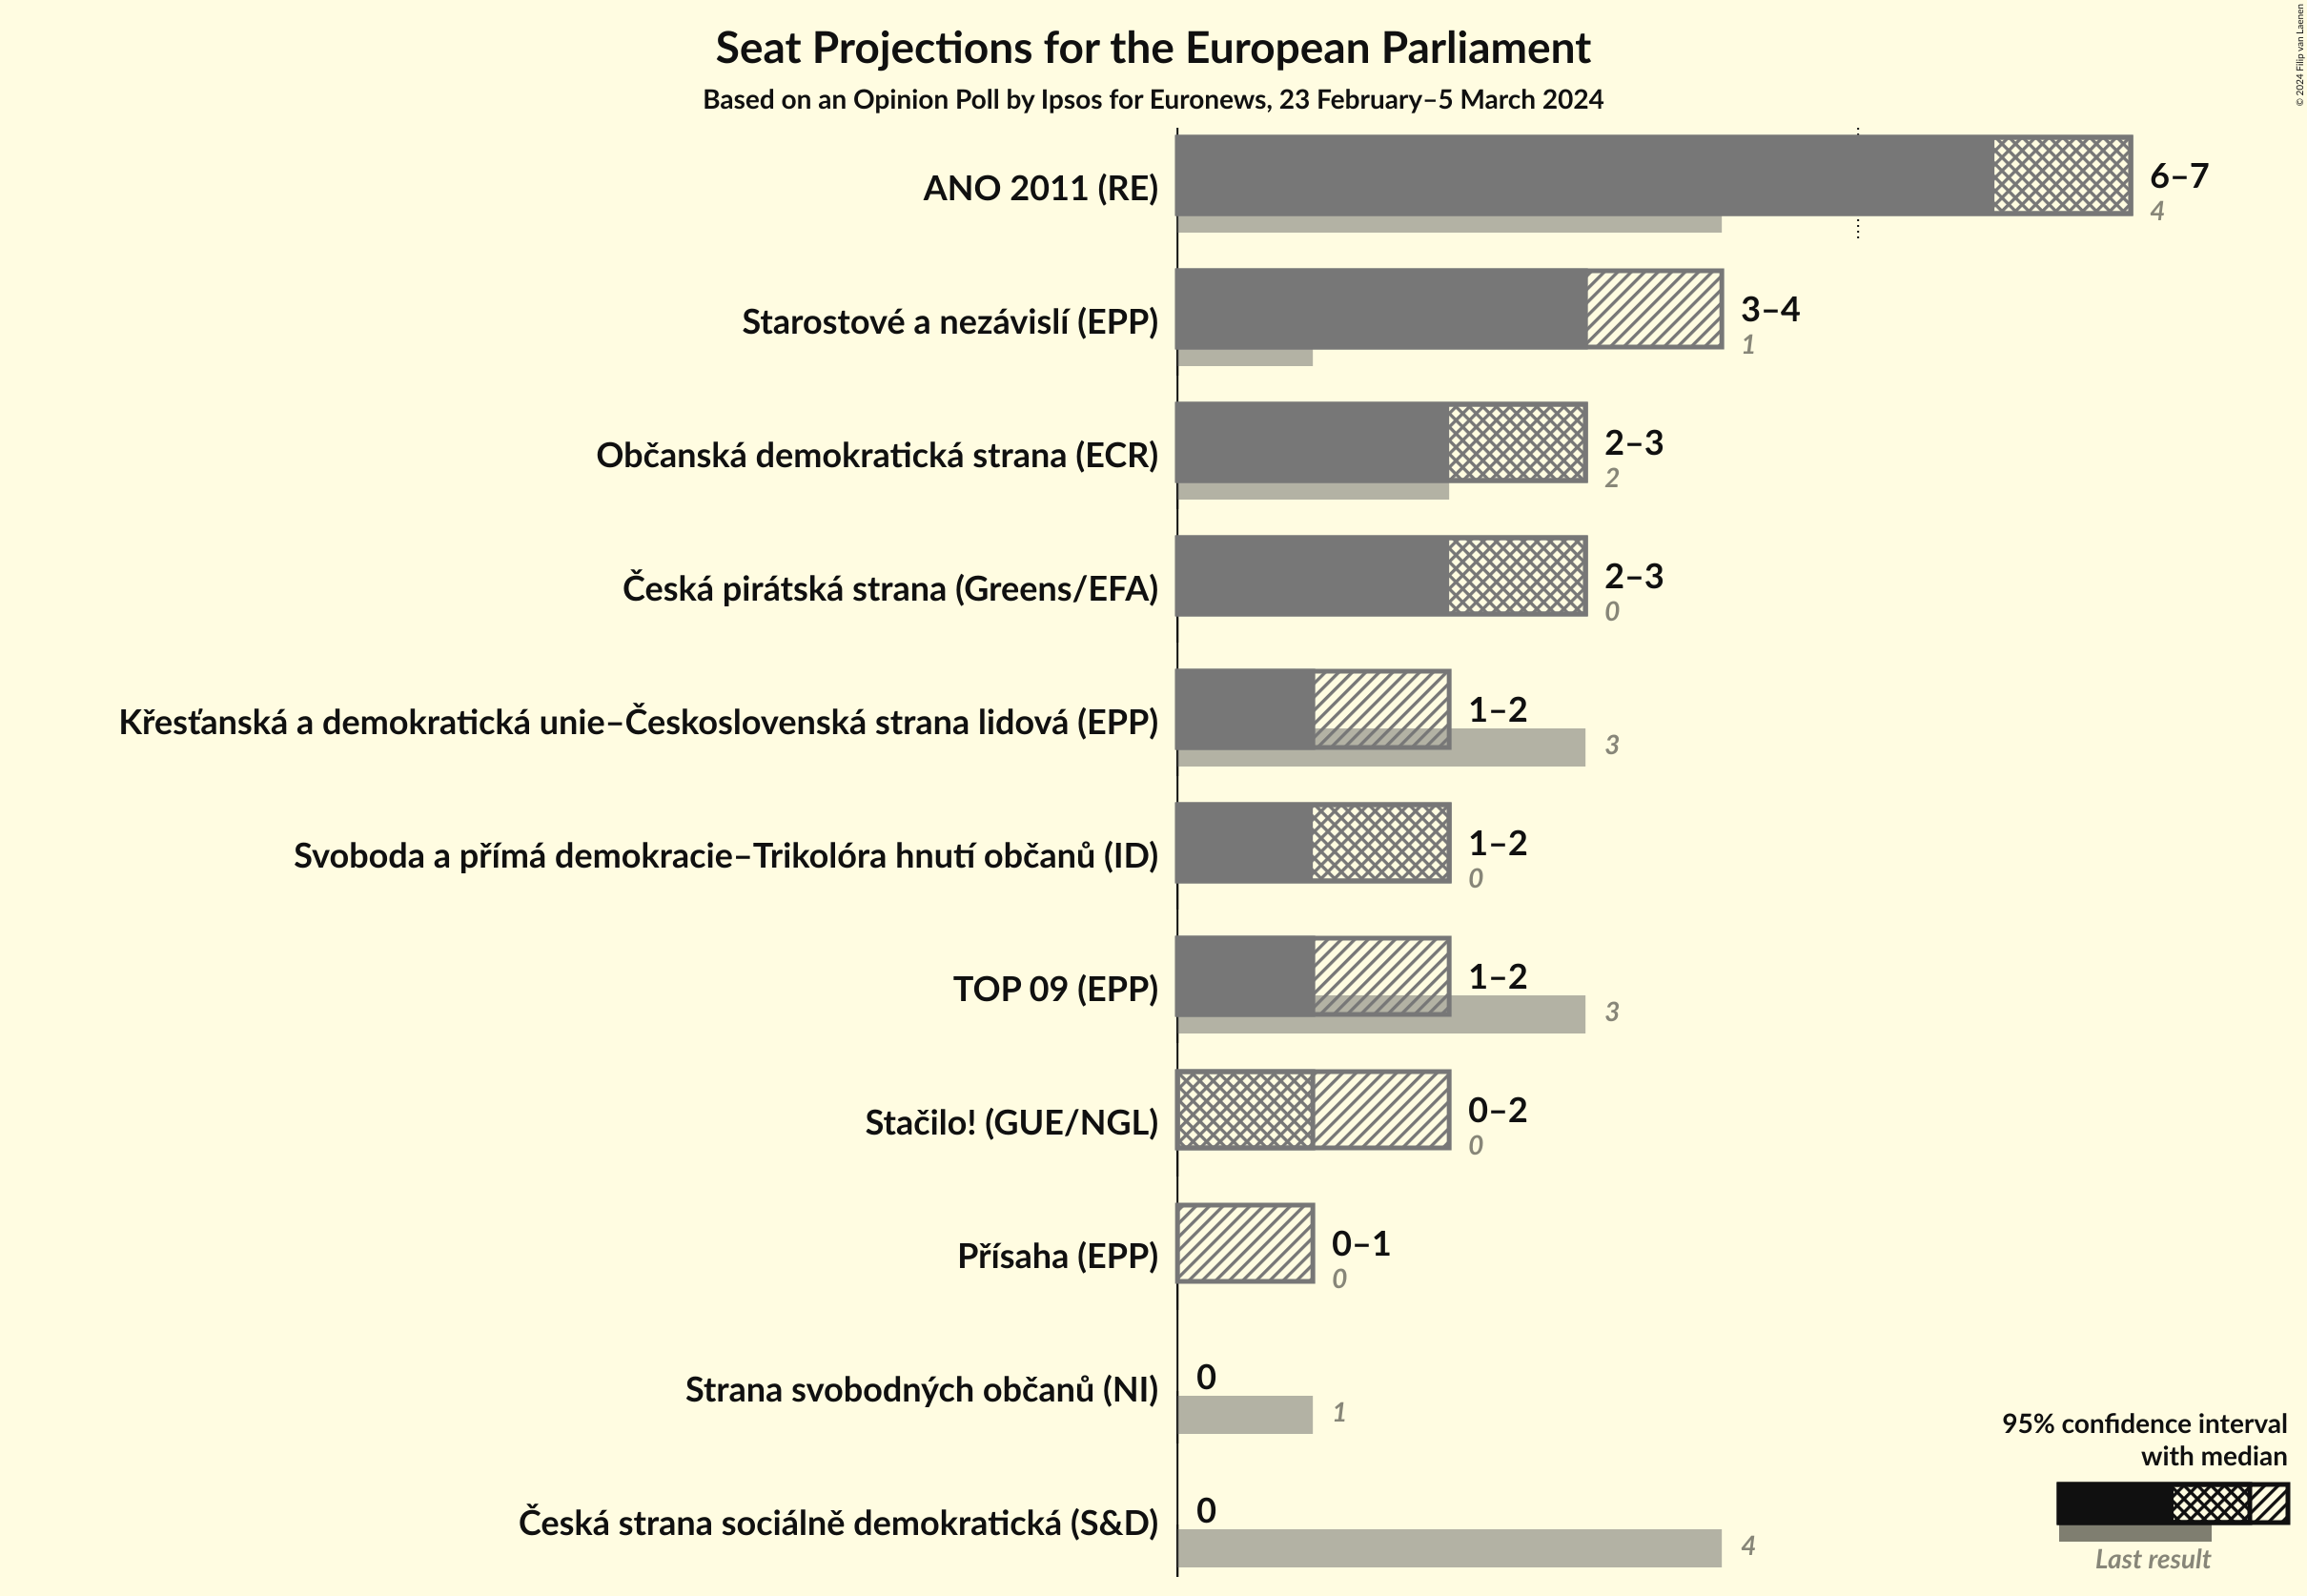 Seat Projections for the European Parliament
Based on an Opinion Poll by Ipsos for Euronews, 23 February–5 March 2024
© 2024 Filip van Laenen
ANO 2011 (RE)
6–7
4
Starostové a nezávislí (EPP)
3–4
1
Občanská demokratická strana (ECR)
2–3
2
Česká pirátská strana (Greens/EFA)
2–3
0
Křesťanská a demokratická unie–Československá strana lidová (EPP)
1–2
3
Svoboda a přímá demokracie–Trikolóra hnutí občanů (ID)
1–2
0
TOP 09 (EPP)
1–2
3
Stačilo! (GUE/NGL)
0–2
0
Přísaha (EPP)
0–1
0
Strana svobodných občanů (NI)
0
1
Česká strana sociálně demokratická (S&D)
0
4
95% confidence interval
with median
Last result